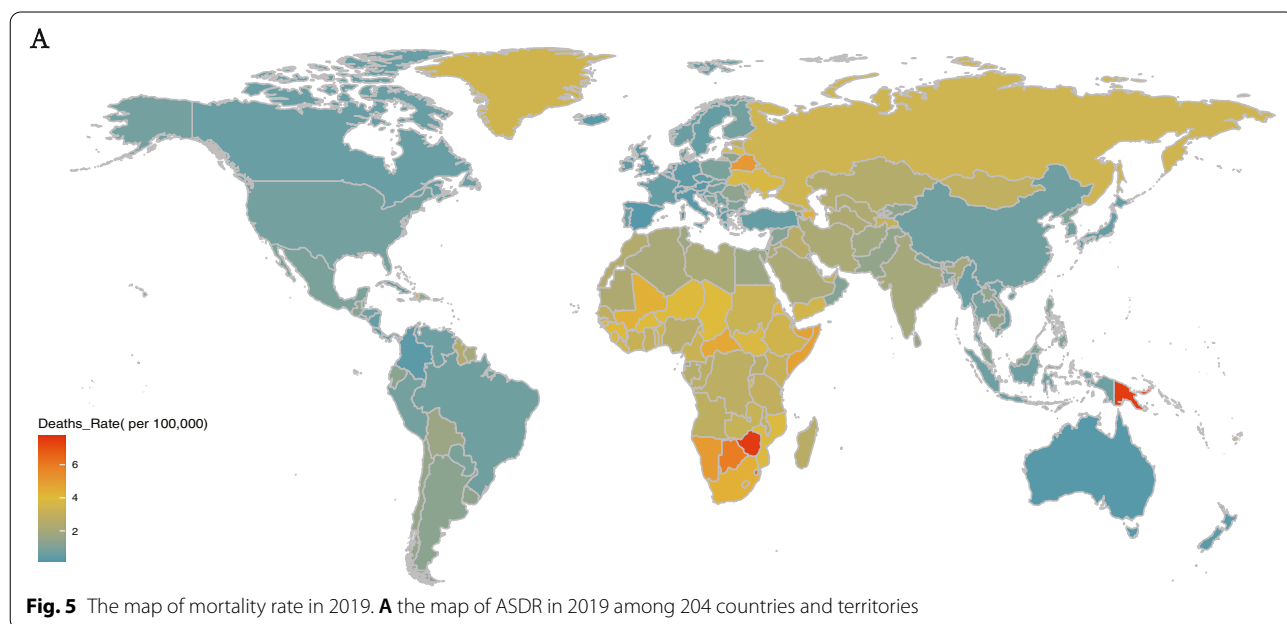 A
Deaths_Rate( per 100,000)
6
4
2
Fig. 5 The map of mortality rate in 2019. A the map of ASDR in 2019 among 204 countries and territories